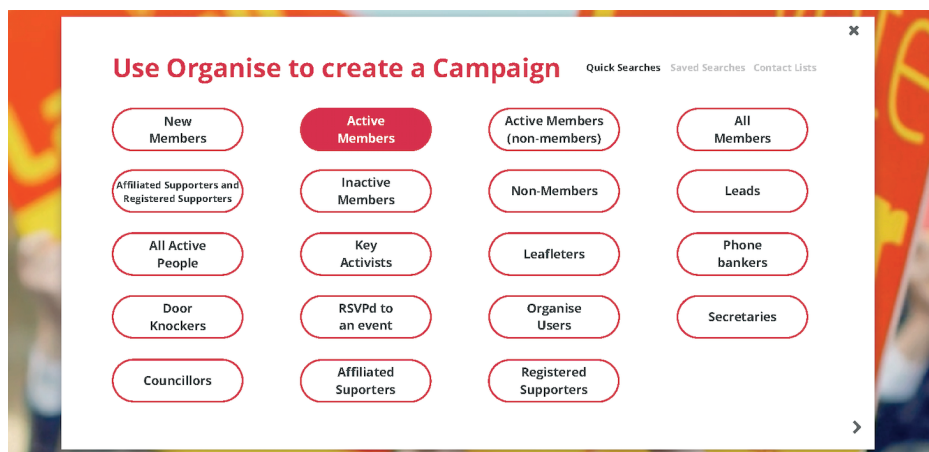 Use Organise to create a Campaign
Quick Searches Saved Searches Contact Lists
New
Members
Active
Members
Active Members
(non-members)
All
Members
Affiliated Supporters and
Registered Supporters
Inactive
Members
Non-Members
Leads
All Active
People
Key
Activists
Leafleters
Phone
bankers
Door
Knockers
RSVPd to
an event
Organise
Users
Secretaries
Councillors
Affiliated
Suporters
Registered
Supporters